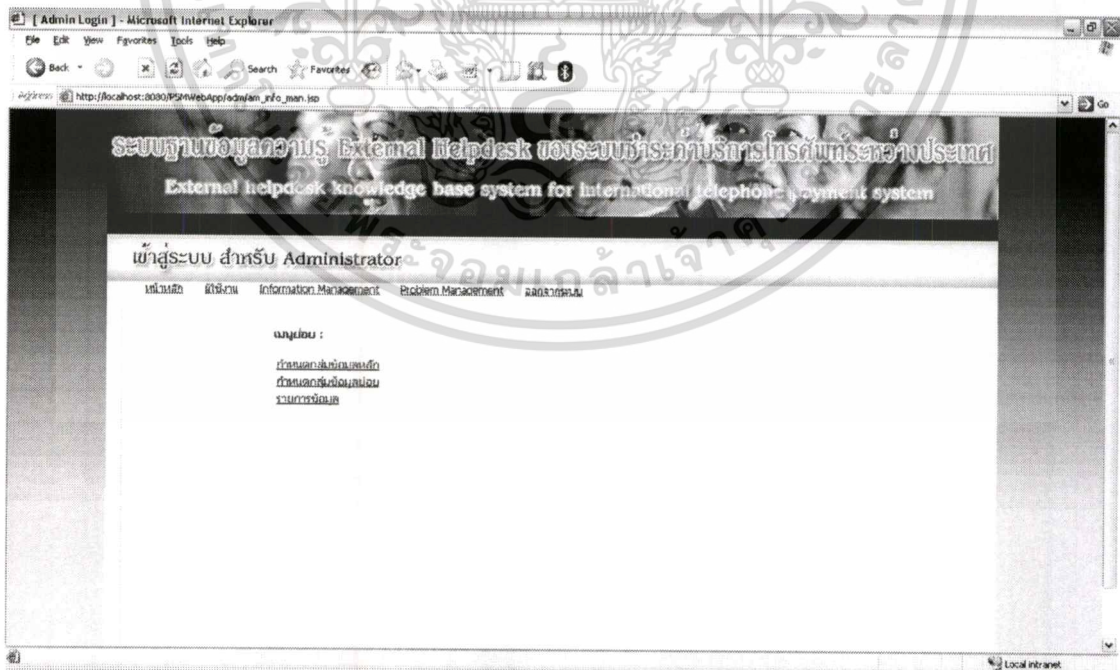 [ Admin Login ] - Microsoft Internet Explorer
File Edit View Favorites Tools Help
Back Search Favorites
Address http://localhost:8080/PSMWebApp/adm/am_info_man.jsp Go
ระบบฐานข้อมูลความรู้ External Helpdesk ของระบบชำระค่าบริการโทรศัพท์ระหว่างประเทศ
External helpdesk knowledge base system for international telephone payment system
เข้าสู่ระบบ สำหรับ Administrator
หน้าหลัก ผู้ใช้งาน Information Management Problem Management ออกจากระบบ
เมนูย่อย :
กำหนดกลุ่มข้อมูลหลัก
กำหนดกลุ่มข้อมูลย่อย
รายการข้อมูล
Local intranet